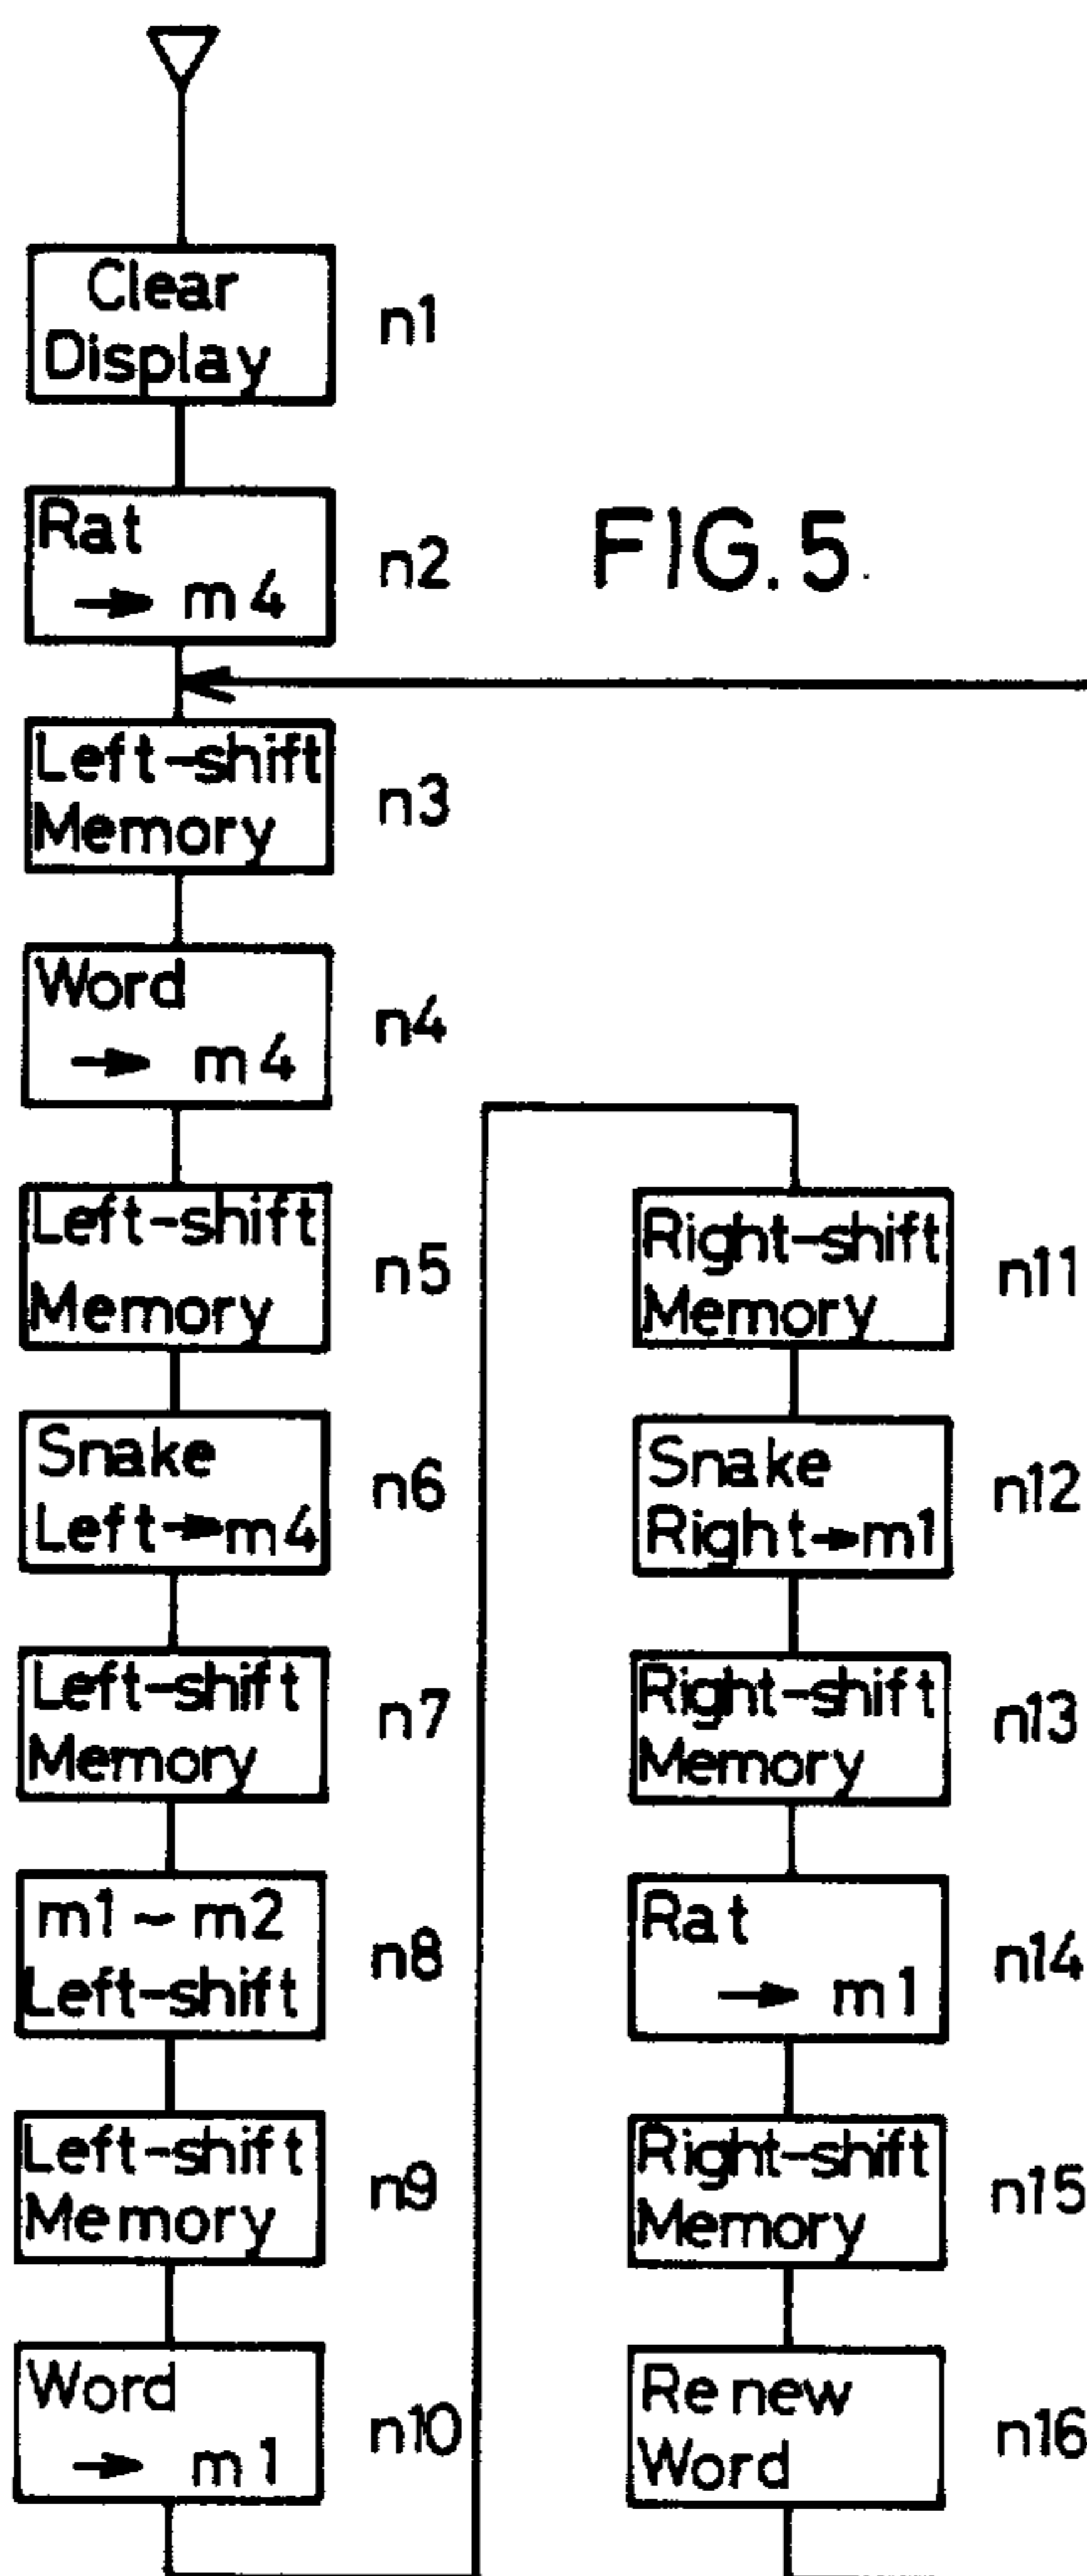 Clear
Display
n1
Rat
→ m4
n2
FIG. 5
Left-shift
Memory
n3
Word
→ m4
n4
Left-shift
Memory
n5
Snake
Left→m4
n6
Left-shift
Memory
n7
m1 ~ m2
Left-shift
n8
Left-shift
Memory
n9
Word
→ m1
n10
Right-shift
Memory
n11
Snake
Right→m1
n12
Right-shift
Memory
n13
Rat
→ m1
n14
Right-shift
Memory
n15
Renew
Word
n16